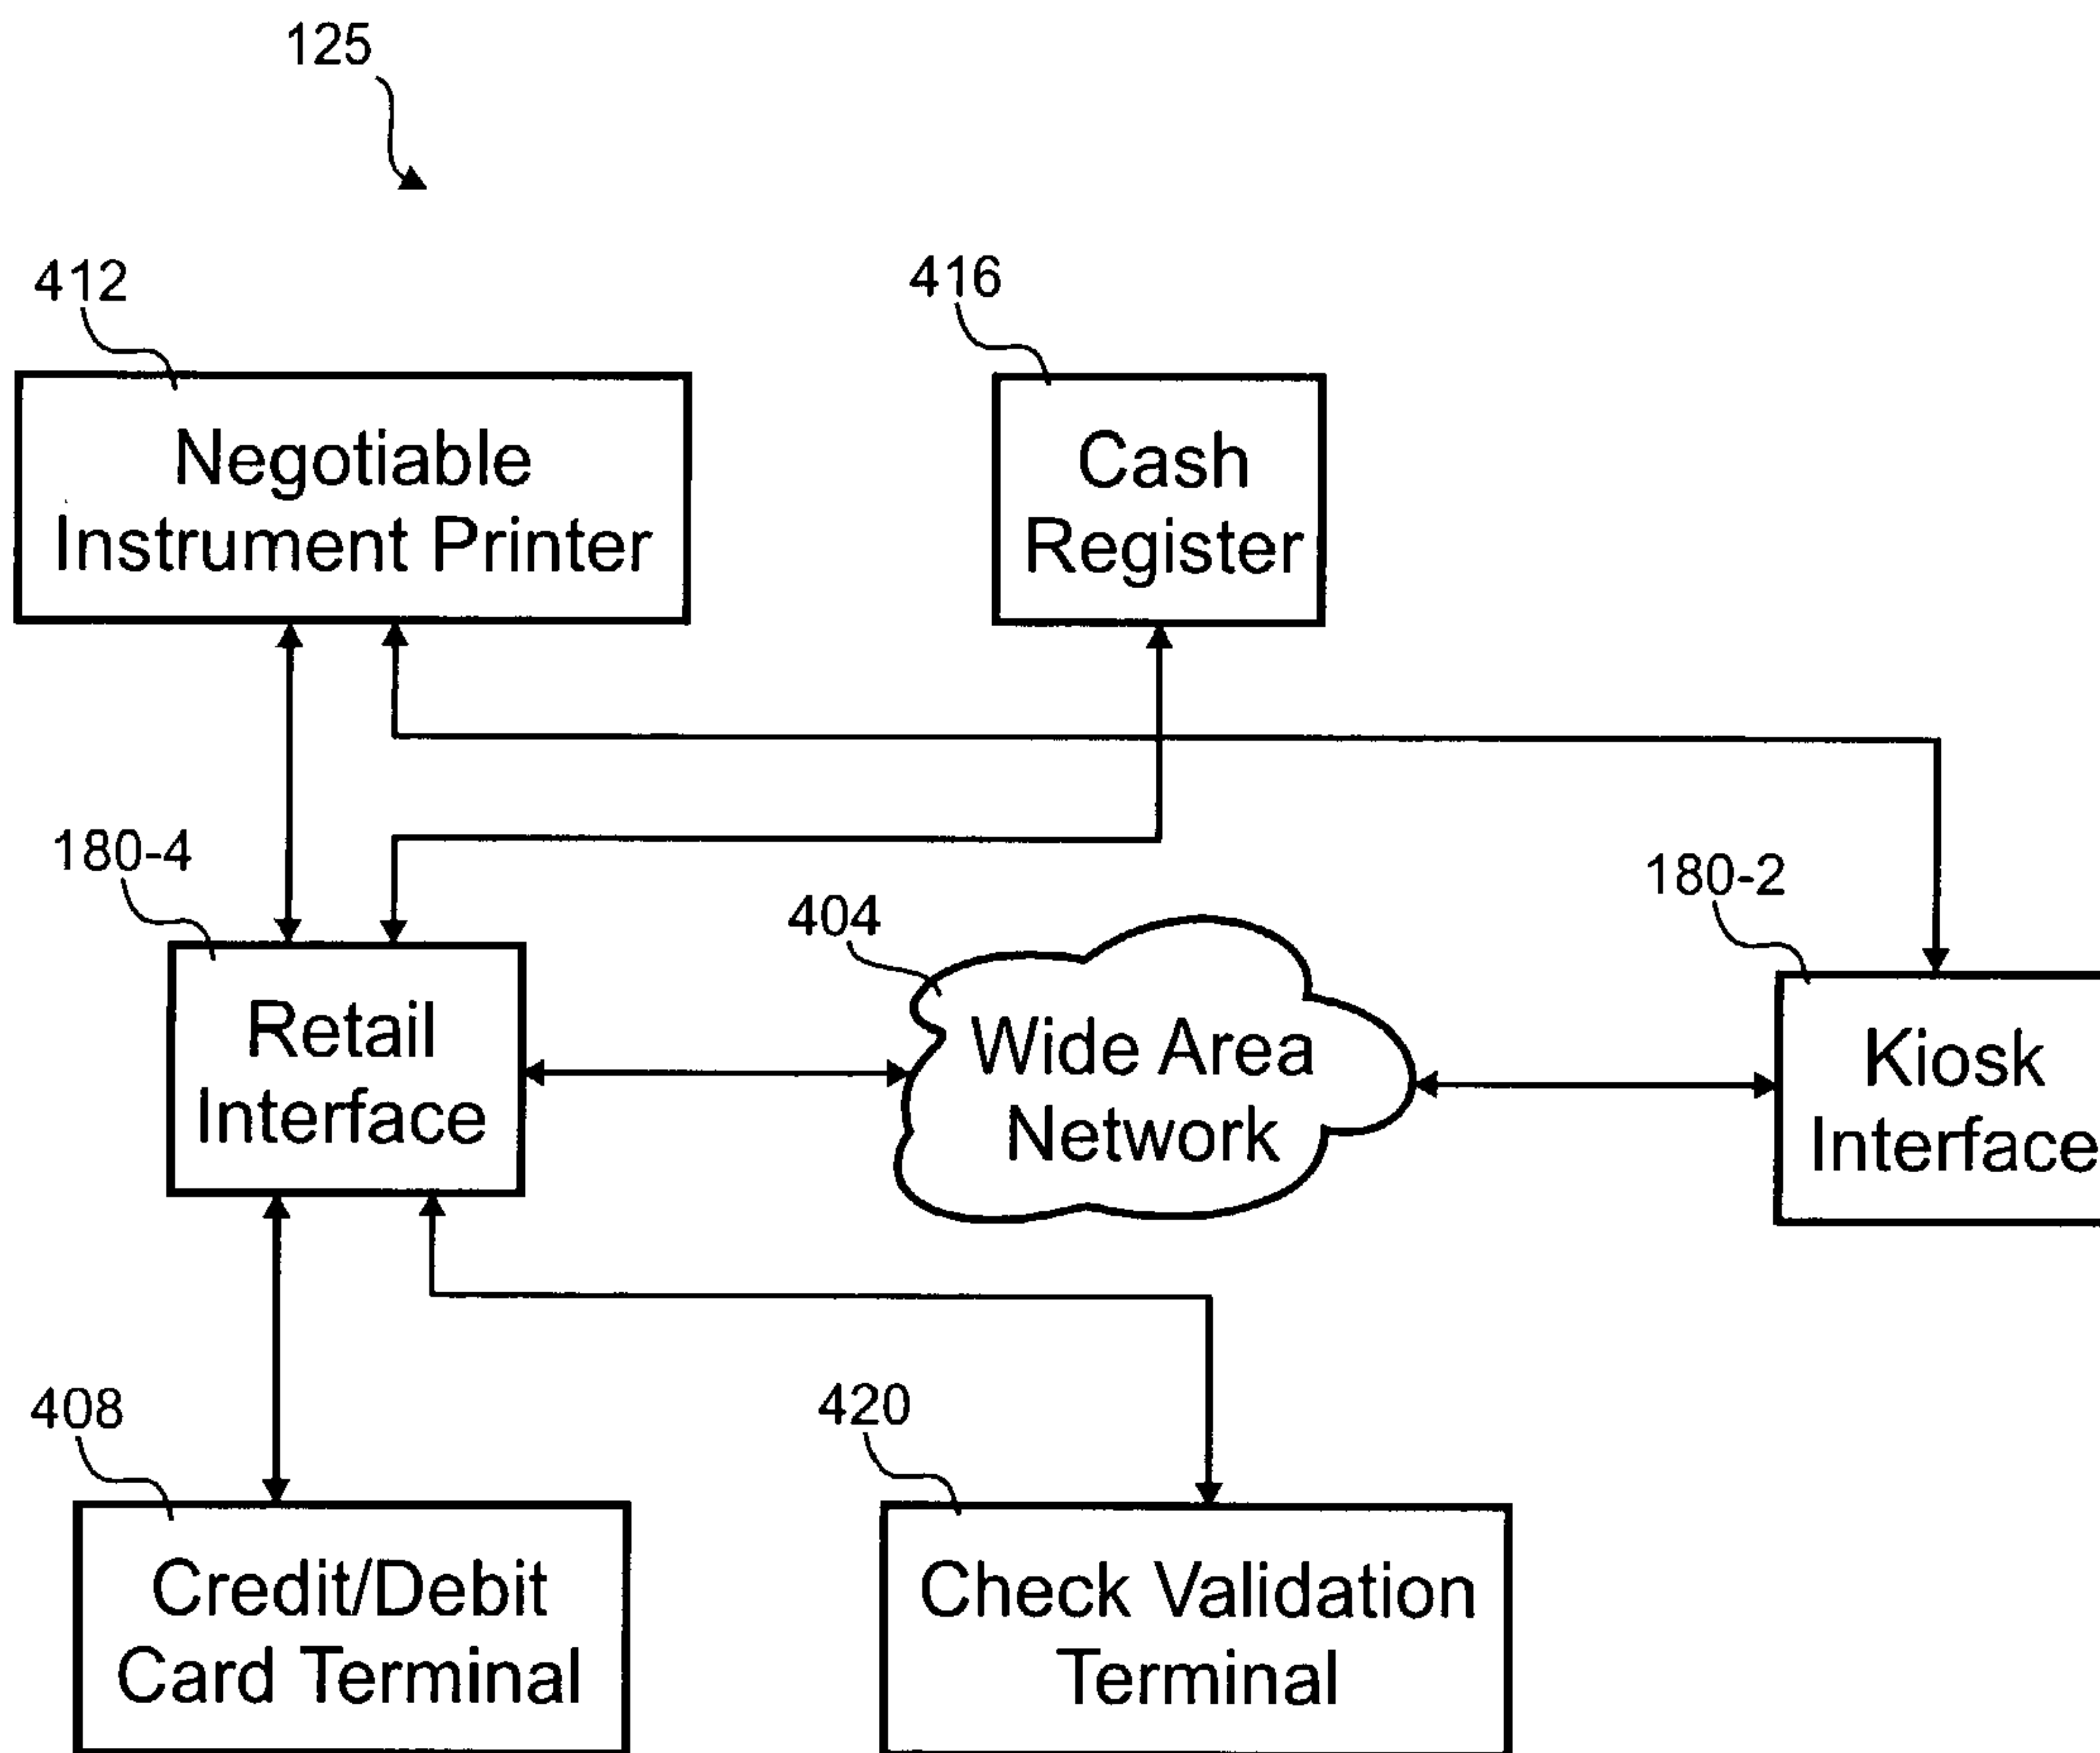 125
412
416
Negotiable
Instrument Printer
Cash
Register
180-4
404
180-2
Retail
Interface
Wide Area
Network
Kiosk
Interface
408
420
Credit/Debit
Card Terminal
Check Validation
Terminal